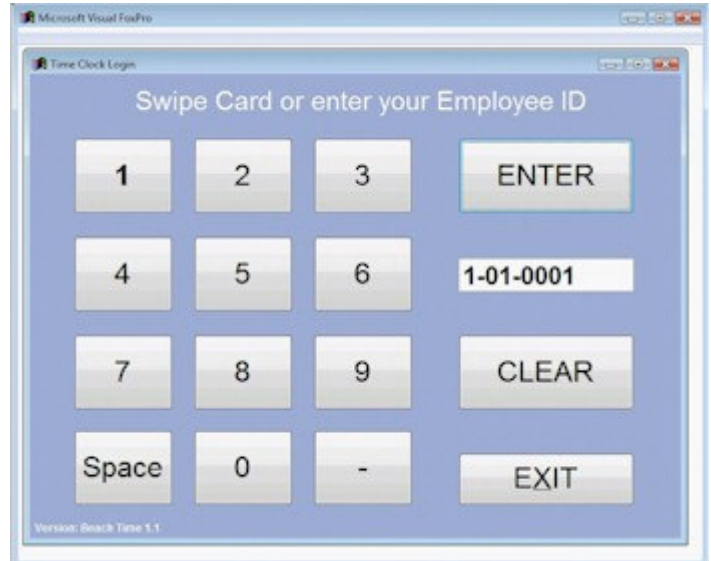 Microsoft Visual FoxPro
Time Clock Login
Swipe Card or enter your Employee ID
1 2 3 ENTER
4 5 6 1-01-0001
7 8 9 CLEAR
Space 0 - EXIT
Version: Beach Time 1.1